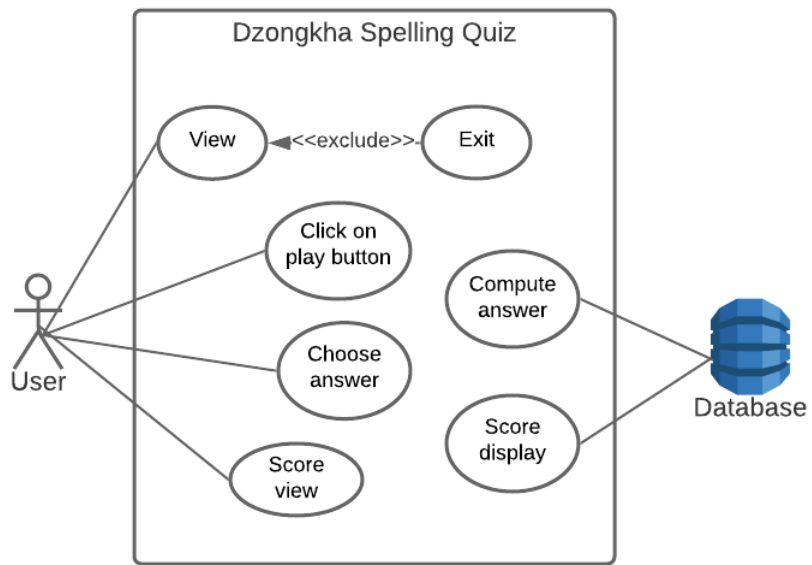 Dzongkha Spelling Quiz
View
<<exclude>>
Exit
Click on
play button
Compute
answer
Choose
answer
User
Database
Score
display
Score
view